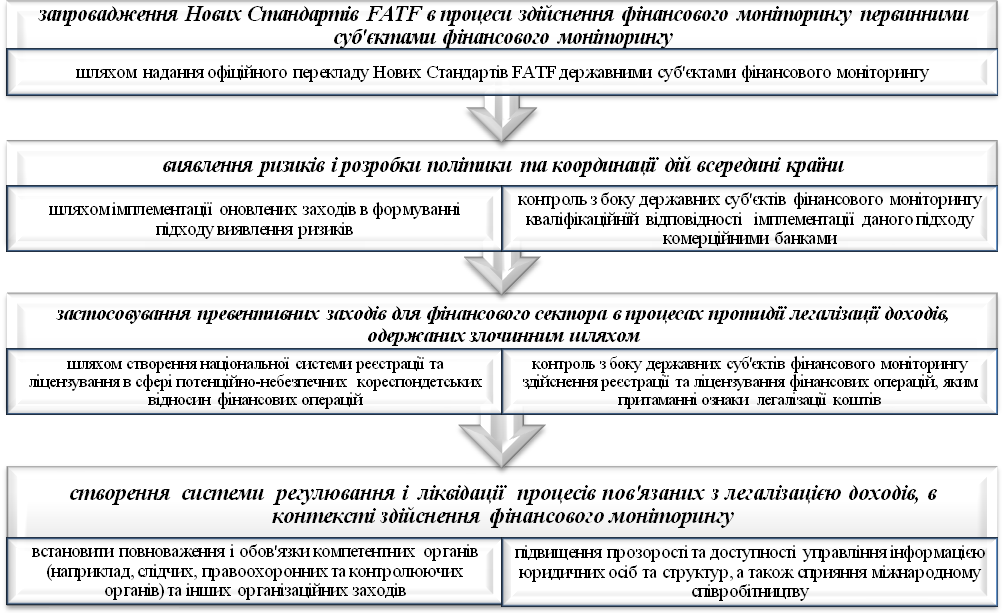 запровадження Нових Стандартів FATF в процеси здійснення фінансового моніторингу первинними
суб'єктами фінансового моніторингу
шляхом надання офіційного перекладу Нових Стандартів FATF державними суб'єктами фінансового моніторингу
виявлення ризиків і розробки політики та координації дій всередині країни
шляхом імплементації оновлених заходів в формуванні
підходу виявлення ризиків
контроль з боку державних суб'єктів фінансового моніторингу
кваліфікаційній відповідності імплементації даного підходу
комерційними банками
застосовування превентивних заходів для фінансового сектора в процесах протидії легалізації доходів,
одержаних злочинним шляхом
шляхом створення національної системи реєстрації та
ліцензування в сфері потенційно-небезпечних кореспондетських
відносин фінансових операцій
контроль з боку державних суб'єктів фінансового моніторингу
здійснення реєстрації та ліцензування фінансових операцій, яким
притаманні ознаки легалізації коштів
створення системи регулювання і ліквідації процесів пов'язаних з легалізацією доходів, в
контексті здійснення фінансового моніторингу
встановити повноваження і обов'язки компетентних органів
(наприклад, слідчих, правоохоронних та контролюючих
органів) та інших організаційних заходів
підвищення прозорості та доступності управління інформацією
юридичних осіб та структур, а також сприяння міжнародному
співробітництву